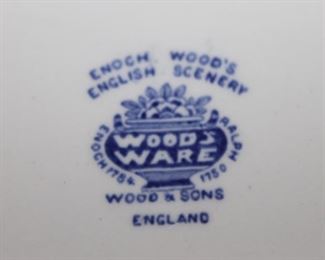 ENOCH WOOD'S
ENGLISH SCENERY
WOOD'S
WARE
ENOCH 1784.
RALPH 1750
WOOD & SONS
ENGLAND